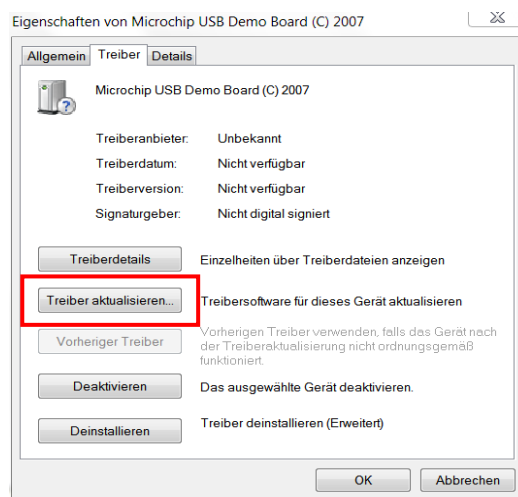 Eigenschaften von Microchip USB Demo Board (C) 2007
Allgemein Treiber Details
Microchip USB Demo Board (C) 2007
Treiberanbieter: Unbekannt
Treiberdatum: Nicht verfügbar
Treiberversion: Nicht verfügbar
Signaturgeber: Nicht digital signiert
Treiberdetails Einzelheiten über Treiberdateien anzeigen
Treiber aktualisieren... Treibersoftware für dieses Gerät aktualisieren
Vorheriger Treiber Vorherigen Treiber verwenden, falls das Gerät nach
der Treiberaktualisierung nicht ordnungsgemäß
funktioniert.
Deaktivieren Das ausgewählte Gerät deaktivieren.
Deinstallieren Treiber deinstallieren (Erweitert)
OK Abbrechen